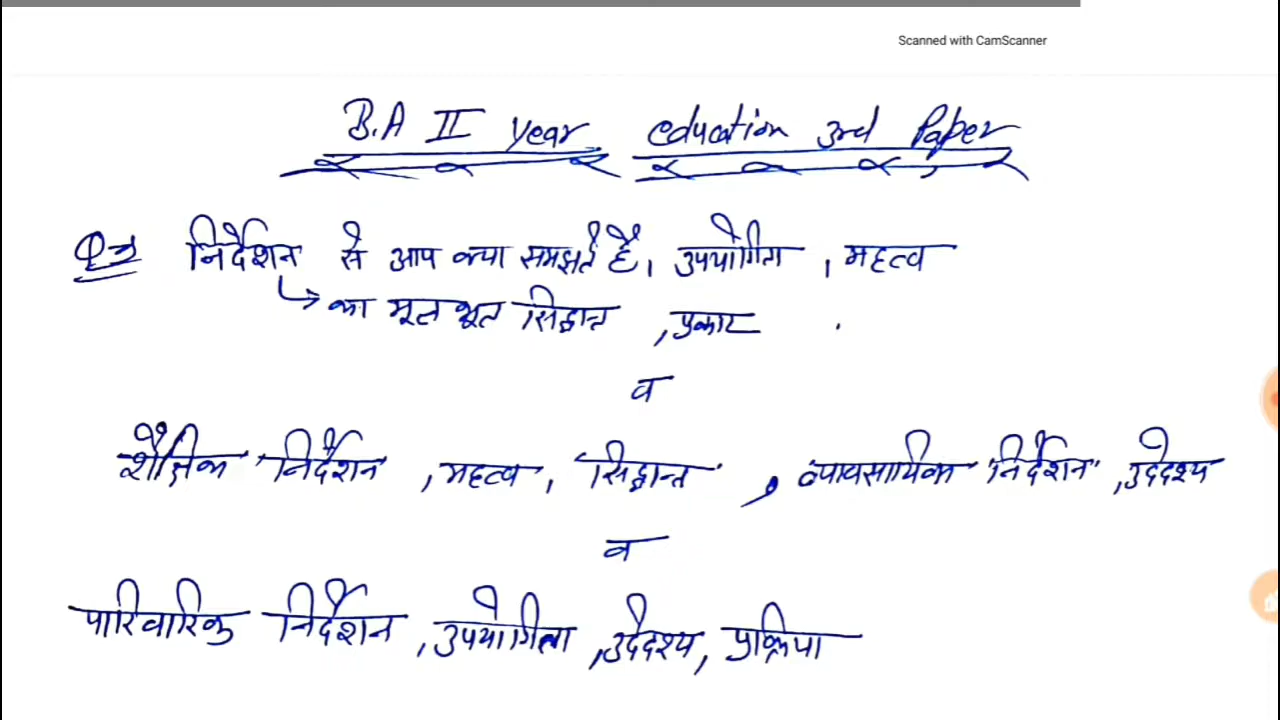 Scanned with CamScanner
B.A II year education 3rd Paper
Q→ निर्देशन से आप क्या समझते हैं, उपयोगिता, महत्व
↳ का मूल भूत सिद्धान्त, प्रकार
व
शैक्षिक निर्देशन, महत्व, सिद्धान्त, व्यावसायिक निर्देशन, उद्देश्य
व
पारिवारिक निर्देशन, उपयोगिता, उद्देश्य, प्रक्रिया